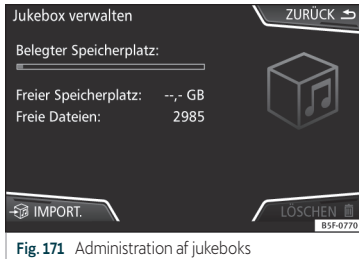 Jukebox verwalten
ZURÜCK
Belegter Speicherplatz:
Freier Speicherplatz: --,- GB
Freie Dateien: 2985
IMPORT.
LÖSCHEN
B5F-0770
Fig. 171 Administration af jukeboks